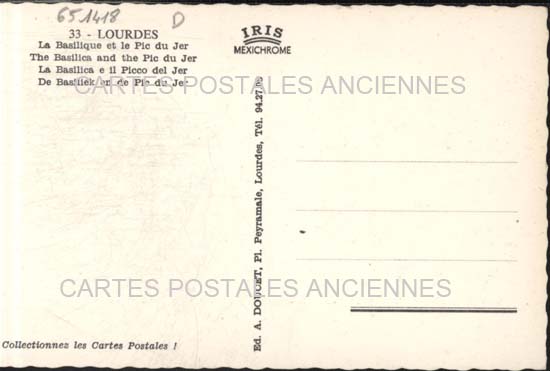 651418 D
33 - LOURDES
La Basilique et le Pic du Jer
The Basilica and the Pic du Jer
La Basilica e il Picco del Jer
De Basiliek en de Pic du Jer
IRIS
MEXICHROME
CARTES POSTALES ANCIENNES
Ed. A. DOUCET, Pl. Peyramale, Lourdes, Tél. 94.27.
CARTES POSTALES ANCIENNES
Collectionnez les Cartes Postales !